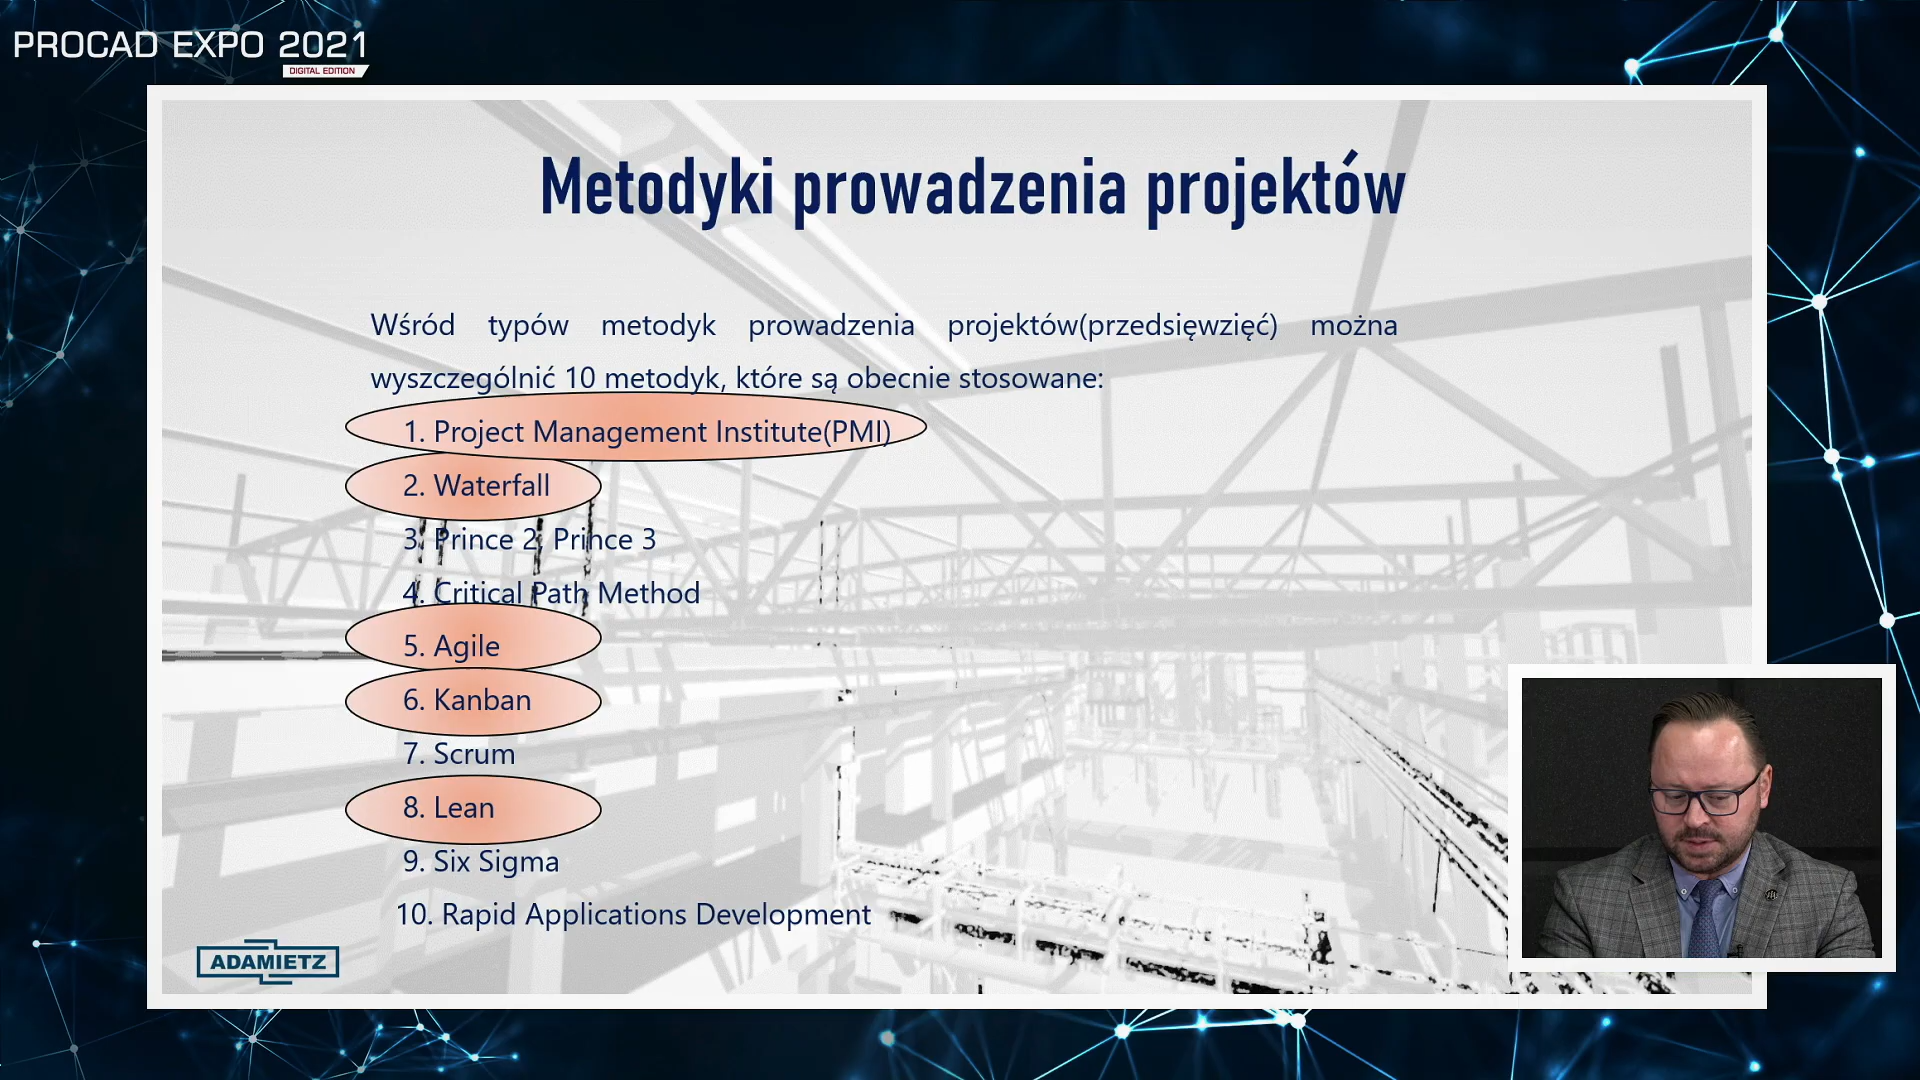 PROCAD EXPO 2021
DIGITAL EDITION
Metodyki prowadzenia projektów
Wśród typów metodyk prowadzenia projektów(przedsięwzięć) można
wyszczególnić 10 metodyk, które są obecnie stosowane:
1. Project Management Institute(PMI)
2. Waterfall
3. Prince 2, Prince 3
4. Critical Path Method
5. Agile
6. Kanban
7. Scrum
8. Lean
9. Six Sigma
10. Rapid Applications Development
ADAMIETZ